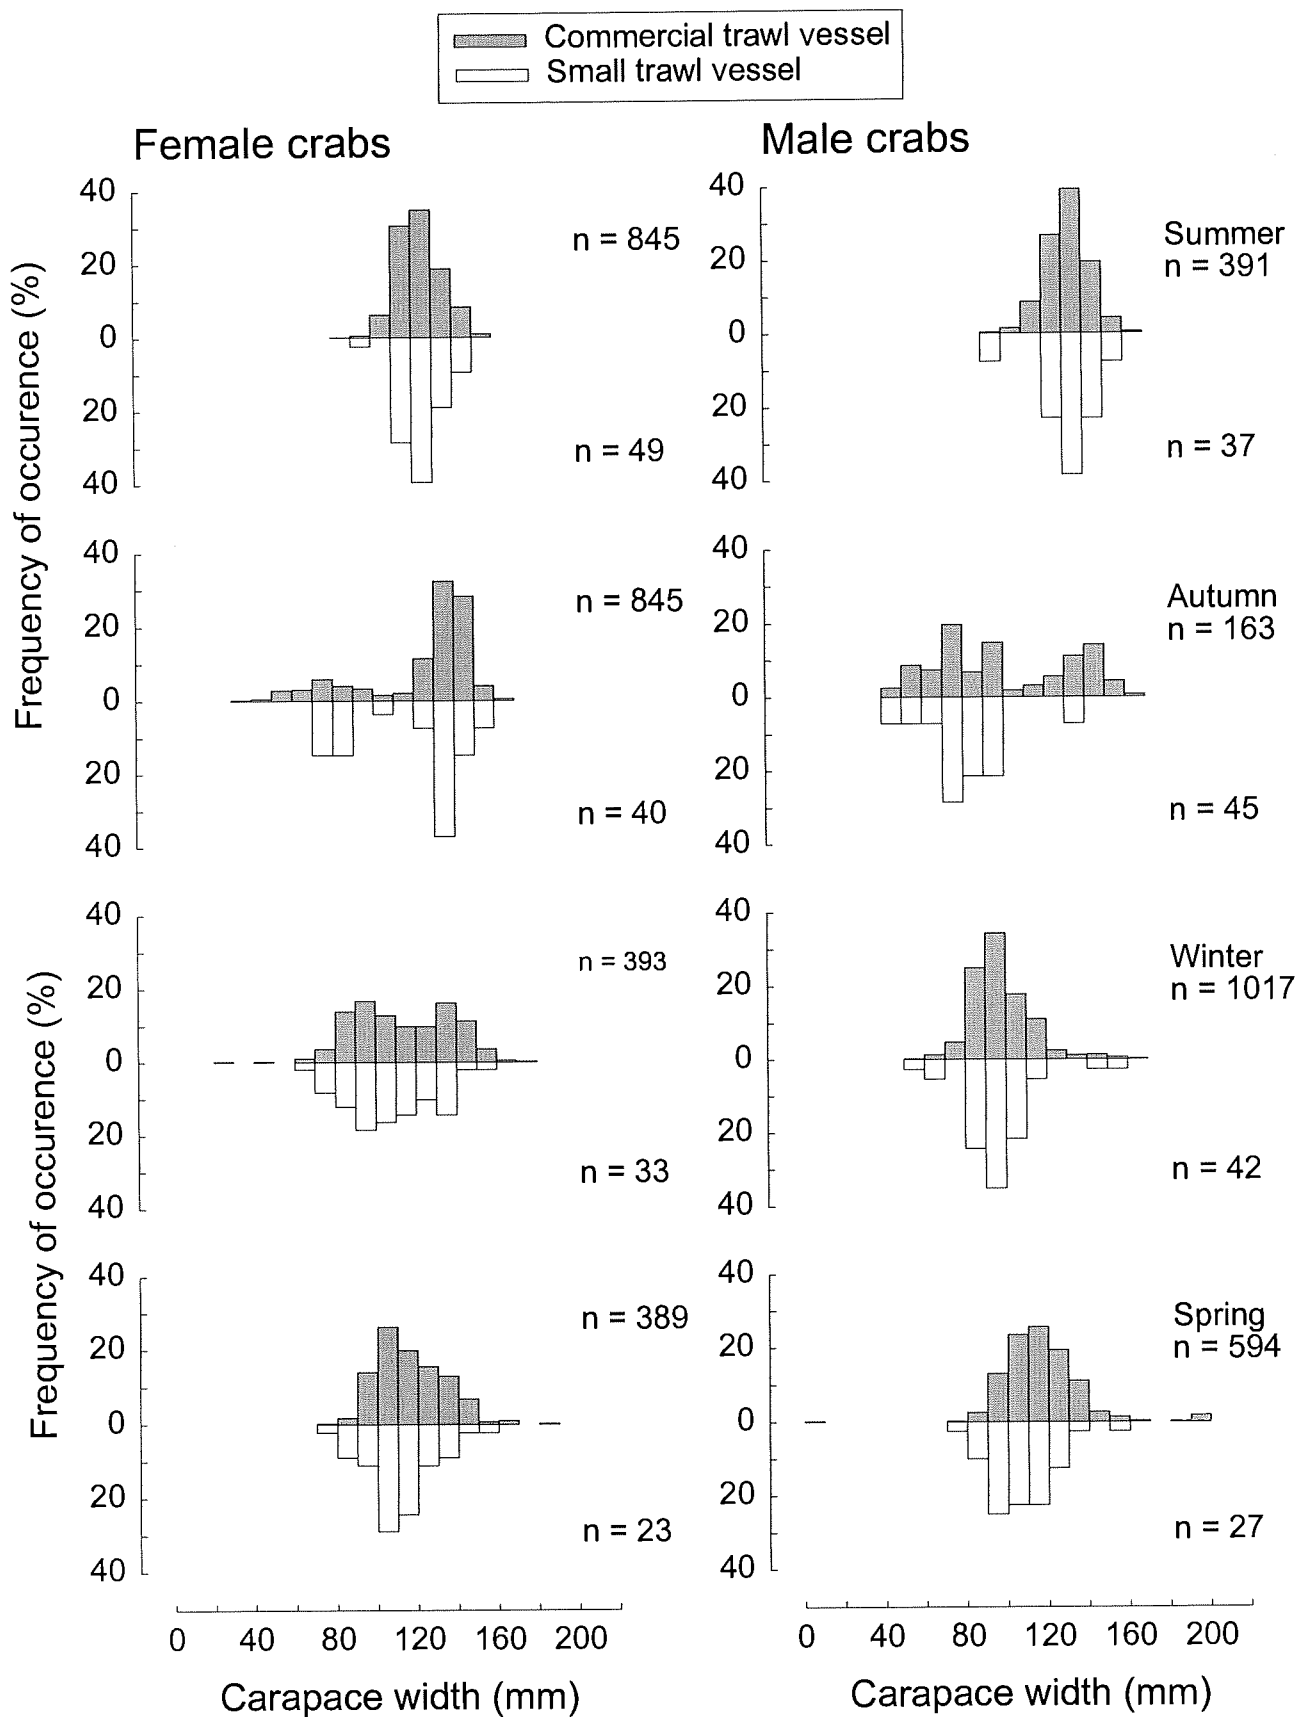 Commercial trawl vessel
Small trawl vessel
Female crabs
Male crabs
Frequency of occurence (%)
40
20
0
20
40
n = 845
n = 49
40
20
0
20
40
Summer
n = 391
n = 37
40
20
0
20
40
n = 845
n = 40
40
20
0
20
40
Autumn
n = 163
n = 45
Frequency of occurence (%)
40
20
0
20
40
n = 393
n = 33
40
20
0
20
40
Winter
n = 1017
n = 42
40
20
0
20
40
n = 389
n = 23
40
20
0
20
40
Spring
n = 594
n = 27
0 40 80 120 160 200
Carapace width (mm)
0 40 80 120 160 200
Carapace width (mm)